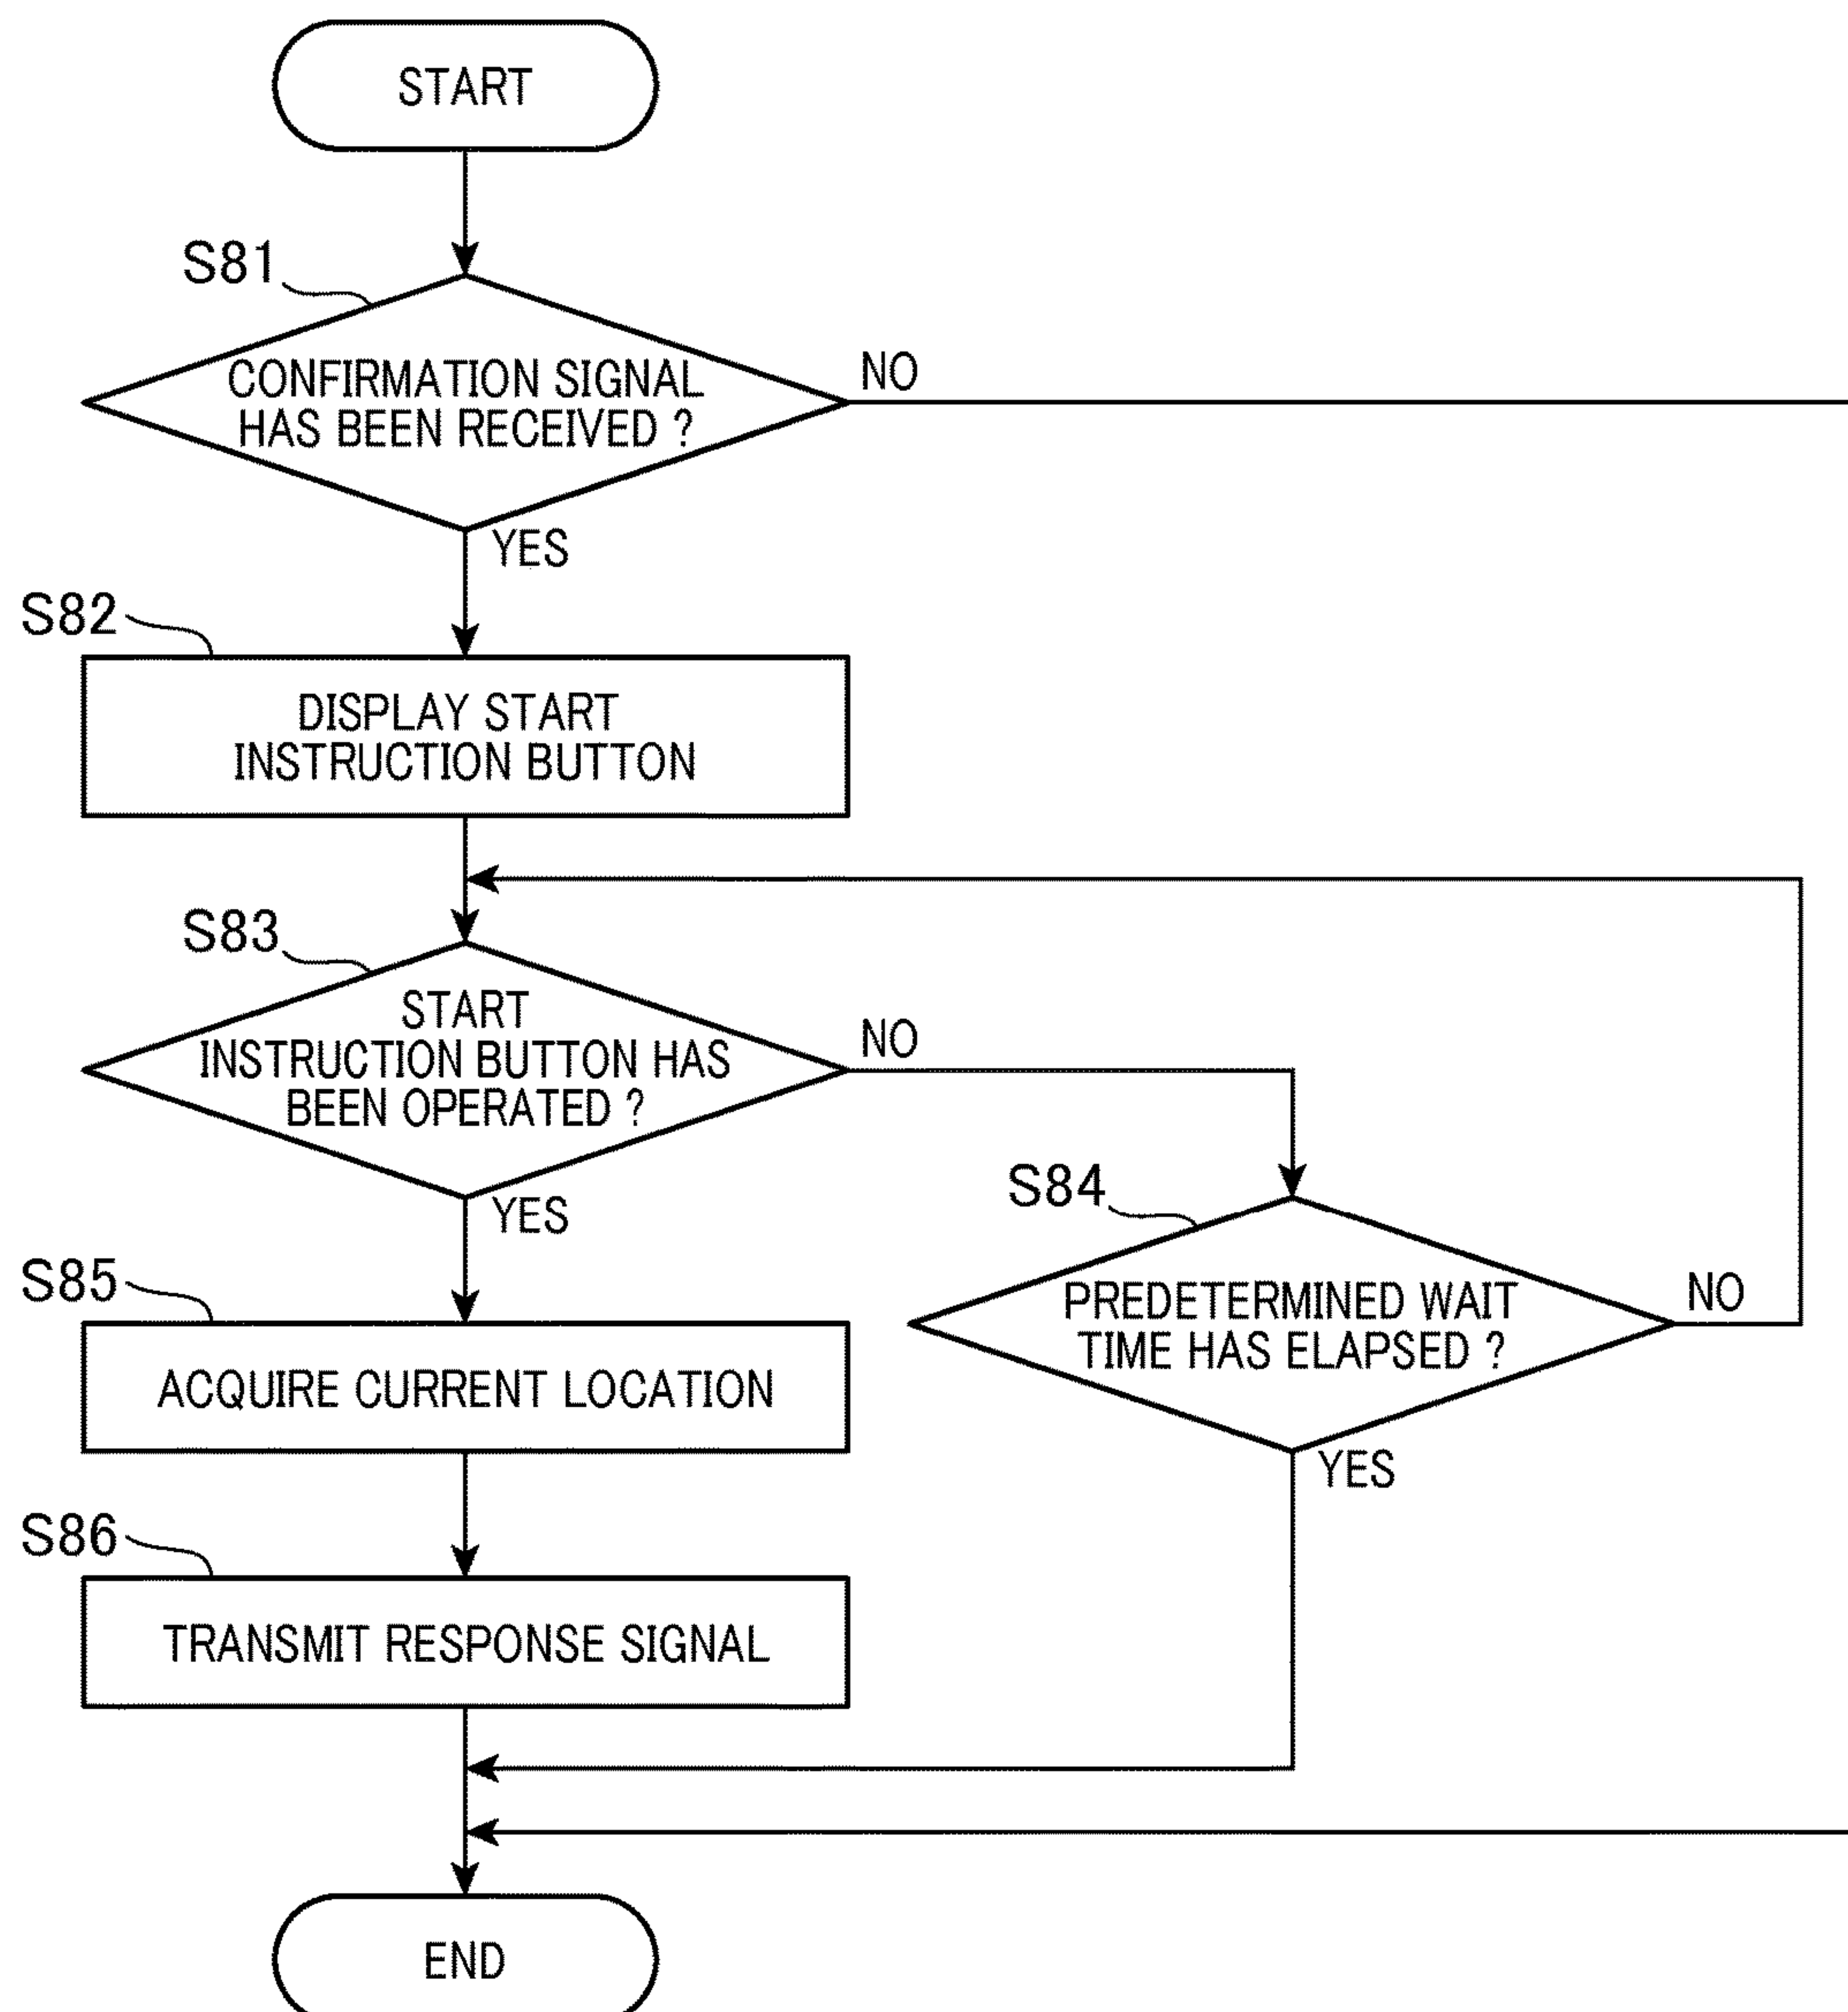 START
S81
CONFIRMATION SIGNAL
HAS BEEN RECEIVED ?
NO
YES
S82
DISPLAY START
INSTRUCTION BUTTON
S83
START
INSTRUCTION BUTTON HAS
BEEN OPERATED ?
NO
YES
S84
PREDETERMINED WAIT
TIME HAS ELAPSED ?
NO
YES
S85
ACQUIRE CURRENT LOCATION
S86
TRANSMIT RESPONSE SIGNAL
END